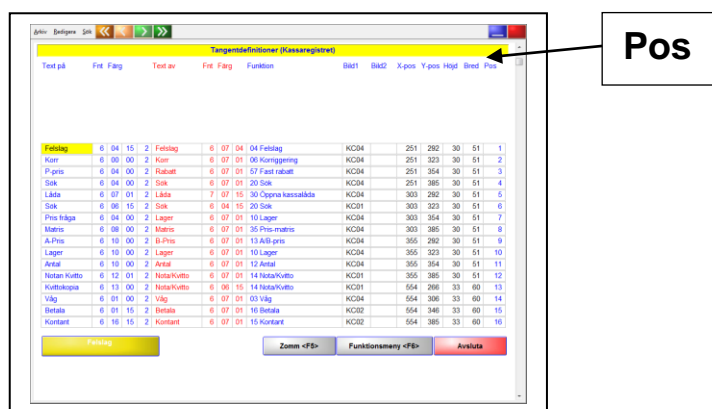 Arkiv Redigera Sök
Tangentdefinitioner (Kassaregistret)
Text på Fnt Färg Text av Fnt Färg Funktion Bild1 Bild2 X-pos Y-pos Höjd Bred Pos
Pos
Felslag 6 04 15 2 Felslag 6 07 04 04 Felslag KC04 251 292 30 51 1
Korr 6 00 00 2 Korr 6 07 01 06 Korriggering KC04 251 323 30 51 2
P-pris 6 04 00 2 Rabatt 6 07 01 57 Fast rabatt KC04 251 354 30 51 3
Sök 6 04 00 2 Sök 6 07 01 20 Sök KC04 251 385 30 51 4
Låda 6 07 01 2 Låda 7 07 15 30 Öppna kassalåda KC04 303 292 30 51 5
Sök 6 06 15 2 Sök 6 04 15 20 Sök KC01 303 323 30 51 6
Pris fråga 6 04 00 2 Lager 6 07 01 10 Lager KC04 303 354 30 51 7
Matris 6 08 00 2 Matris 6 07 01 35 Pris-matris KC04 303 385 30 51 8
A-Pris 6 10 00 2 B-Pris 6 07 01 13 A/B-pris KC04 355 292 30 51 9
Lager 6 10 00 2 Lager 6 07 01 10 Lager KC04 355 323 30 51 10
Antal 6 10 00 2 Antal 6 07 01 12 Antal KC04 355 354 30 51 11
Notan Kvitto 6 12 01 2 Nota/Kvitto 6 07 01 14 Nota/Kvitto KC01 355 385 30 51 12
Kvittokopia 6 13 00 2 Nota/Kvitto 6 06 15 14 Nota/Kvitto KC01 554 266 33 60 13
Våg 6 01 00 2 Våg 6 07 01 03 Våg KC04 554 306 33 60 14
Betala 6 01 15 2 Betala 6 07 01 16 Betala KC02 554 346 33 60 15
Kontant 6 16 15 2 Kontant 6 07 01 15 Kontant KC02 554 385 33 60 16
Felslag Zomm <F5> Funktionsmeny <F6> Avsluta